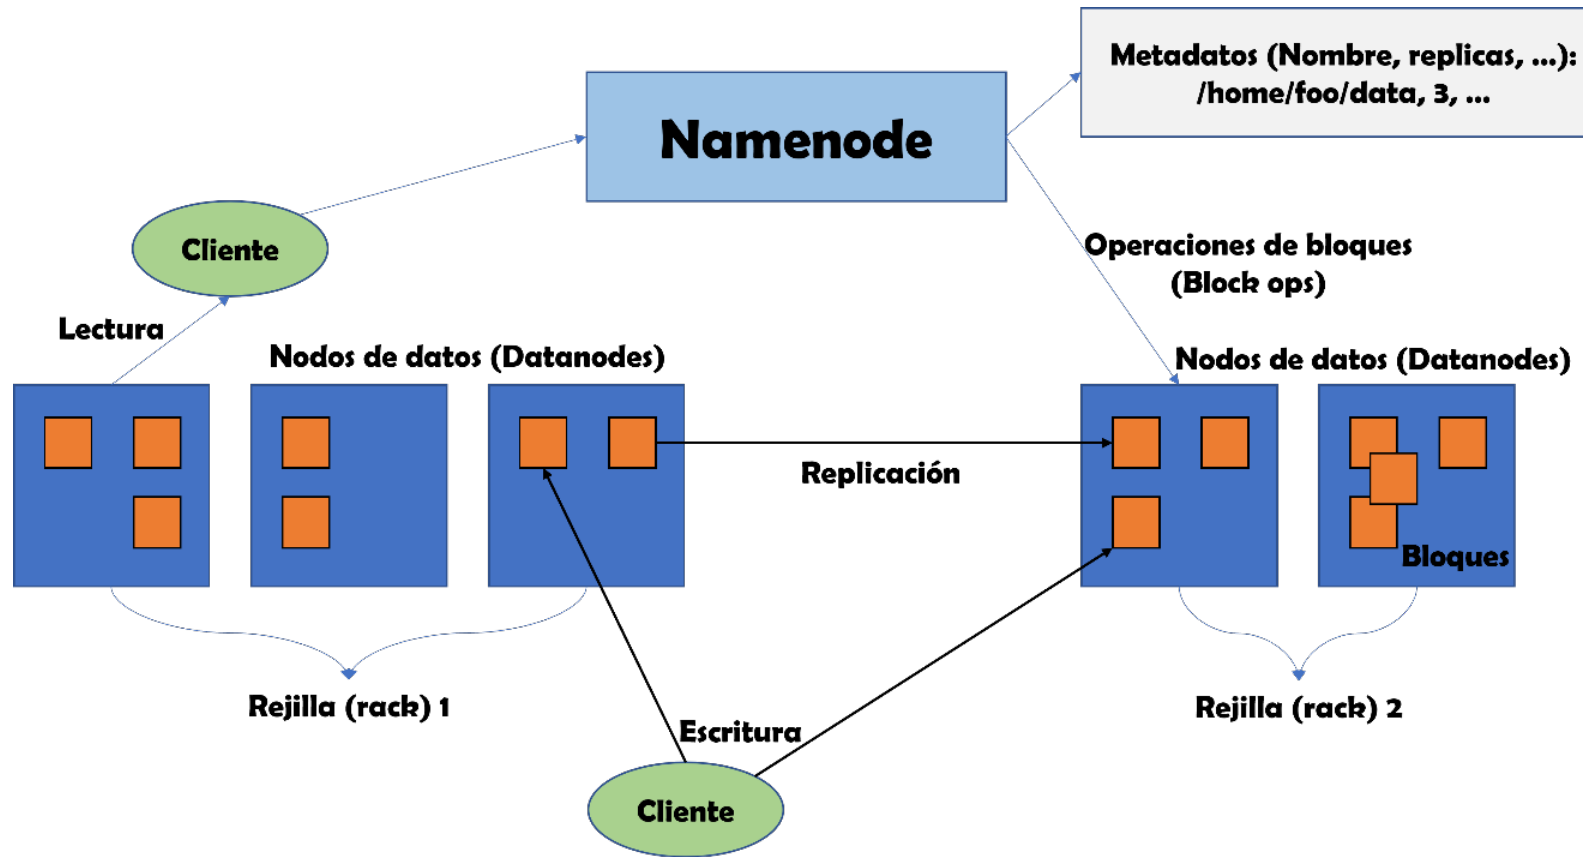 Metadatos (Nombre, replicas, ...):
/home/foo/data, 3, ...
Namenode
Cliente
Operaciones de bloques
(Block ops)
Lectura
Nodos de datos (Datanodes)
Nodos de datos (Datanodes)
Replicación
Bloques
Rejilla (rack) 1
Rejilla (rack) 2
Escritura
Cliente